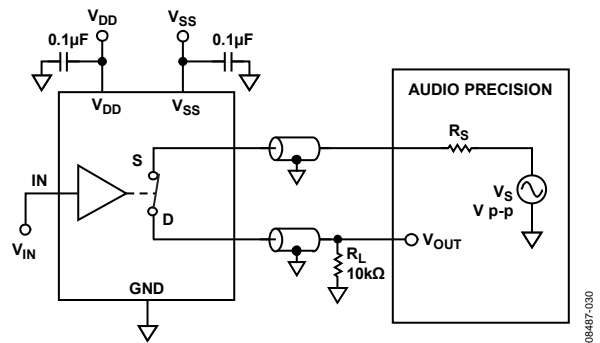 VDD
VSS
0.1µF
0.1µF
VDD
VSS
AUDIO PRECISION
RS
S
IN
VS
V p-p
D
VIN
VOUT
RL
10kΩ
GND
08487-030